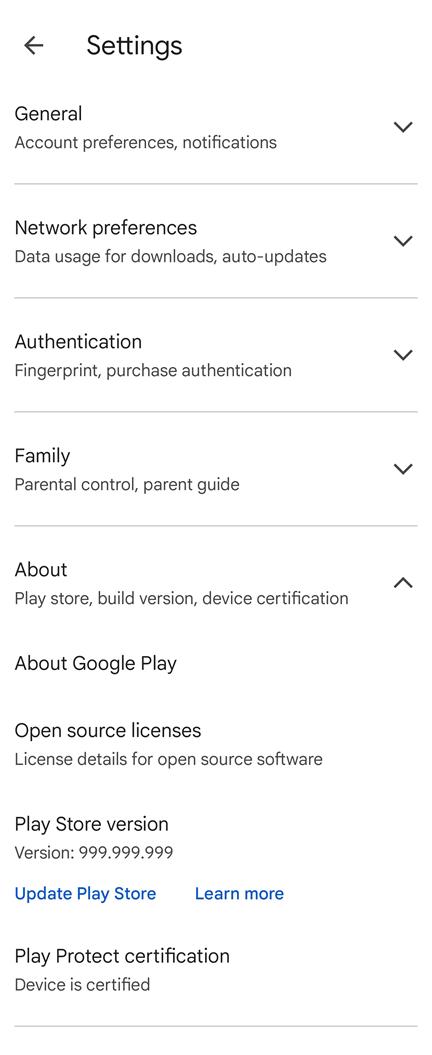 Settings
General
Account preferences, notifications
Network preferences
Data usage for downloads, auto-updates
Authentication
Fingerprint, purchase authentication
Family
Parental control, parent guide
About
Play store, build version, device certification
About Google Play
Open source licenses
License details for open source software
Play Store version
Version: 999.999.999
Update Play Store Learn more
Play Protect certification
Device is certified